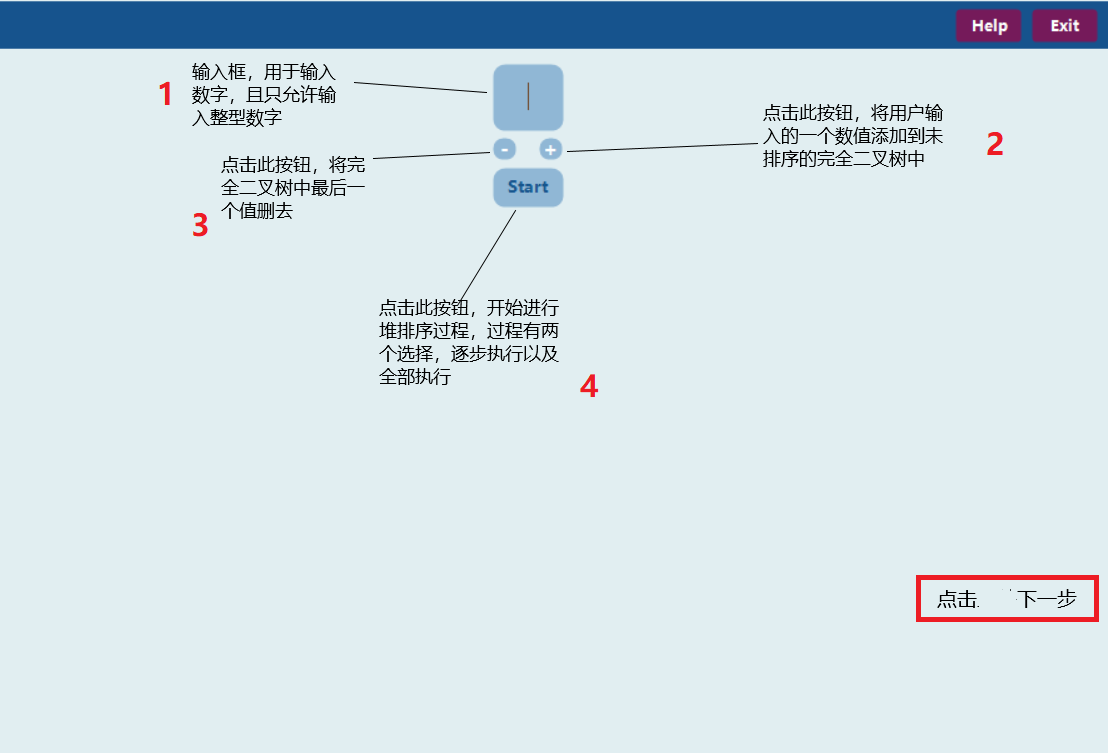 Help
Exit
1
输入框，用于输入
数字，且只允许输
入整型数字
点击此按钮，将用户输
入的一个数值添加到未
排序的完全二叉树中
2
-
+
点击此按钮，将完
全二叉树中最后一
个值删去
3
Start
点击此按钮，开始进行
堆排序过程，过程有两
个选择，逐步执行以及
全部执行
4
点击 下一步